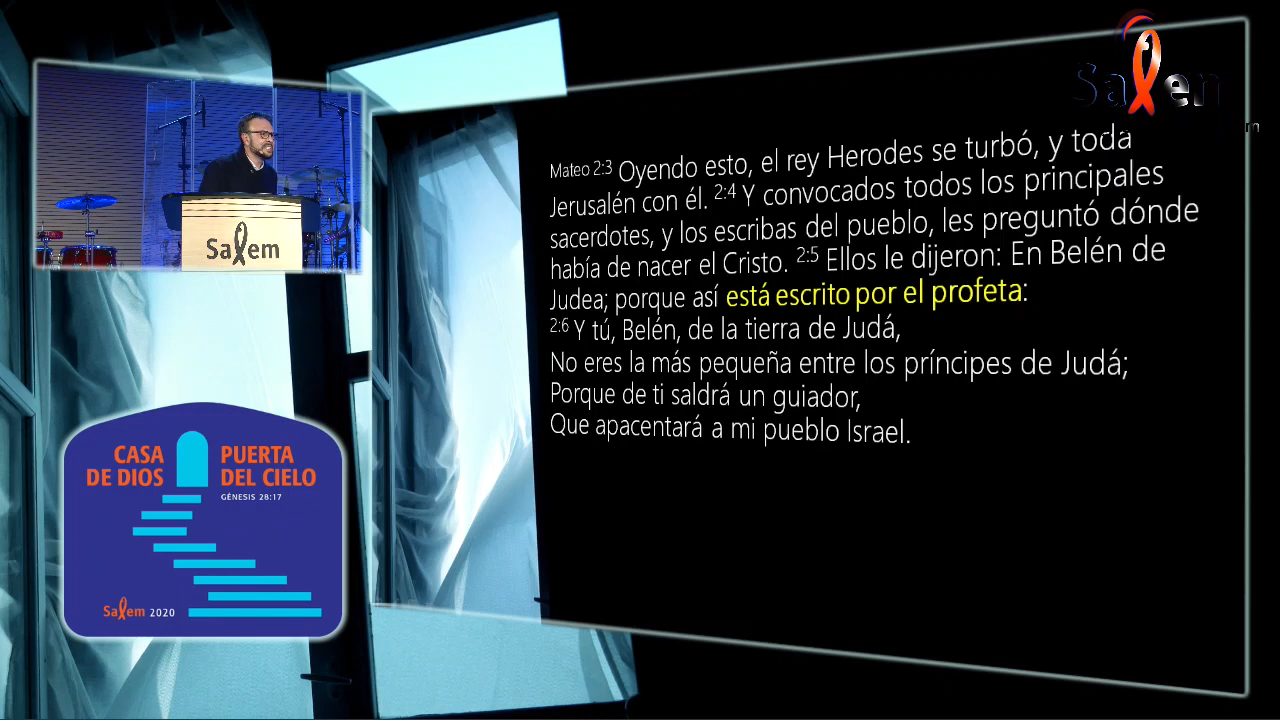 Salem
Mateo 2:3 Oyendo esto, el rey Herodes se turbó, y toda
Jerusalén con él. 2:4 Y convocados todos los principales
sacerdotes, y los escribas del pueblo, les preguntó dónde
había de nacer el Cristo. 2:5 Ellos le dijeron: En Belén de
Judea; porque así está escrito por el profeta:
2:6 Y tú, Belén, de la tierra de Judá,
No eres la más pequeña entre los príncipes de Judá;
Porque de ti saldrá un guiador,
Que apacentará a mi pueblo Israel.
Salem
CASA
DE DIOS
PUERTA
DEL CIELO
GÉNESIS 28:17
Salem 2020